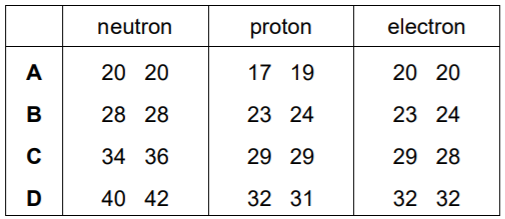 neutron proton electron
A 20 20 17 19 20 20
B 28 28 23 24 23 24
C 34 36 29 29 29 28
D 40 42 32 31 32 32